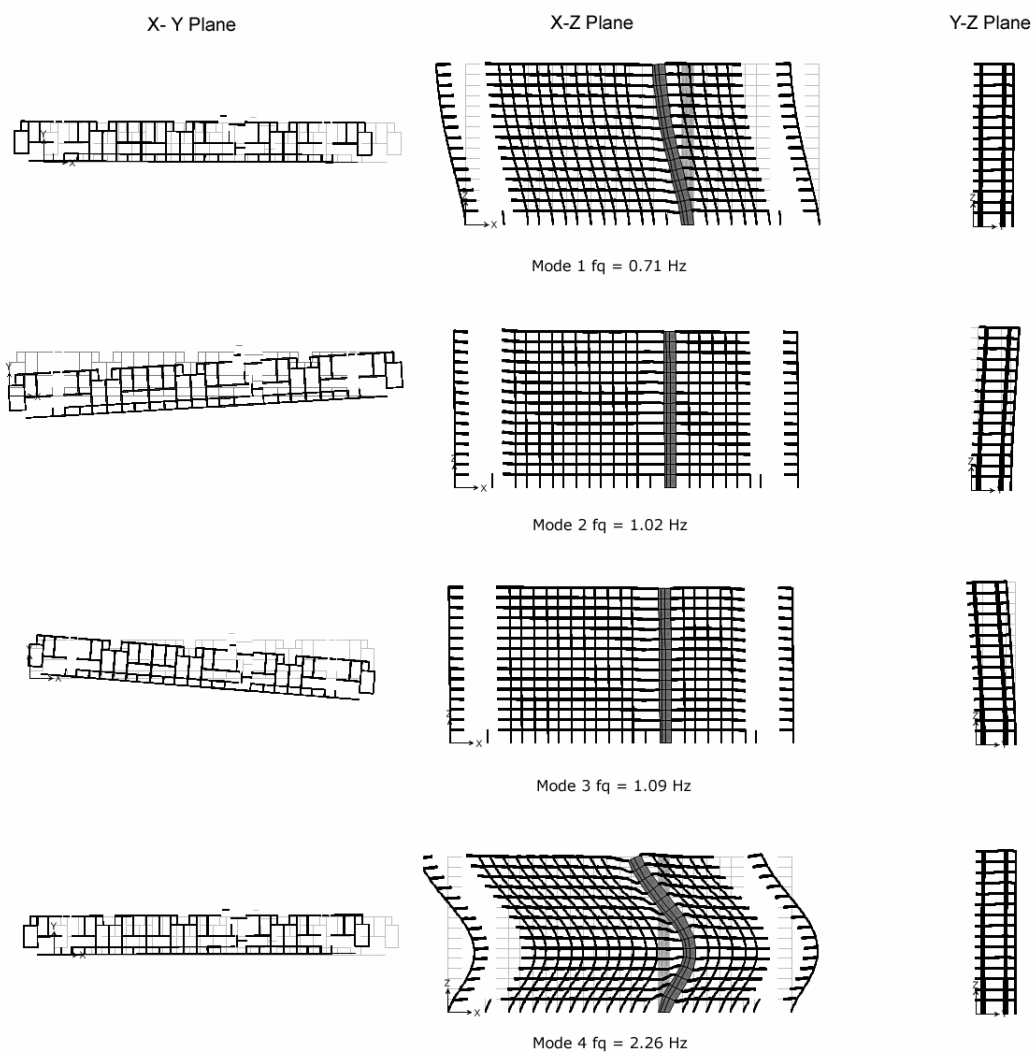 X- Y Plane
X-Z Plane
Y-Z Plane
Y
X
Z
X
Z
Y
Mode 1 fq = 0.71 Hz
Y
X
Z
X
Z
Mode 2 fq = 1.02 Hz
X
Z
X
Z
Mode 3 fq = 1.09 Hz
Y
X
Z
X
Z
Mode 4 fq = 2.26 Hz